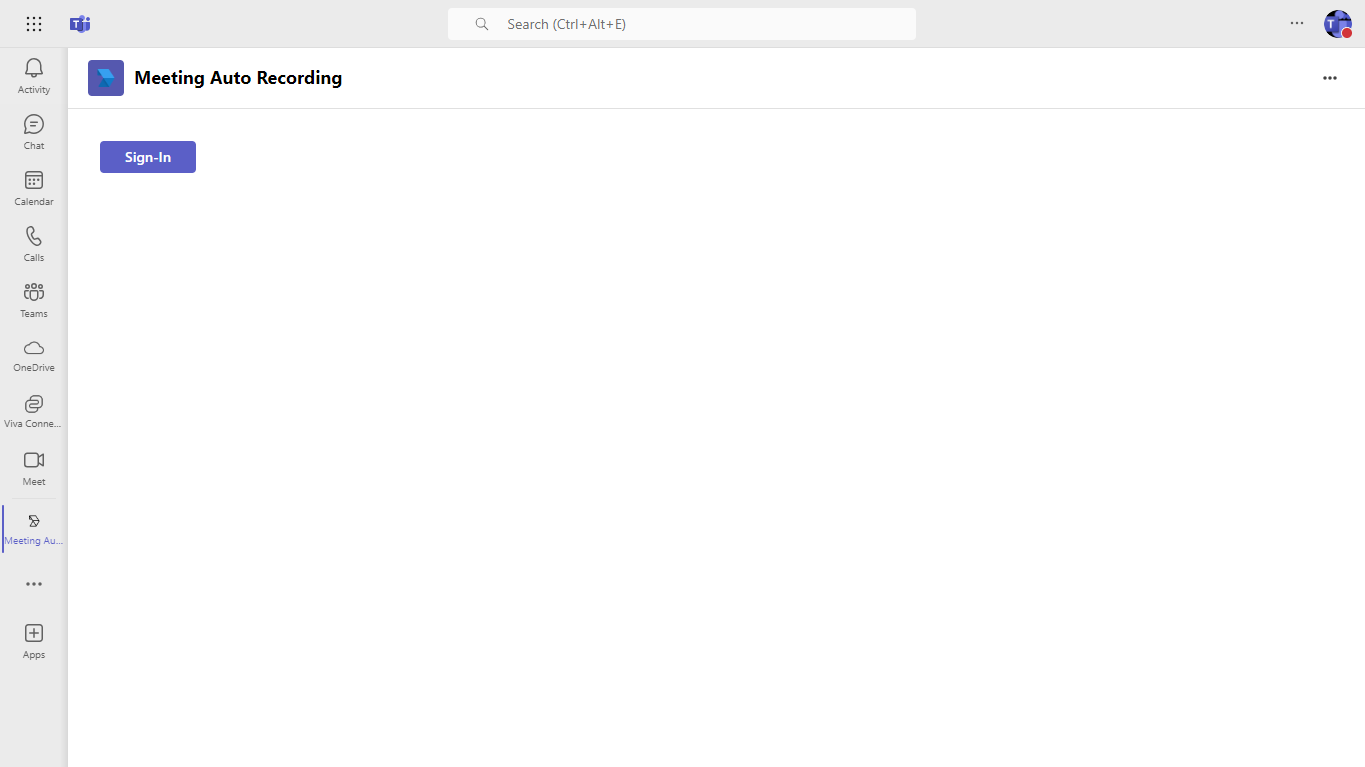 Search (Ctrl+Alt+E)
Activity
Chat
Calendar
Calls
Teams
OneDrive
Viva Conne...
Meet
Meeting Au...
Apps
Meeting Auto Recording
Sign-In